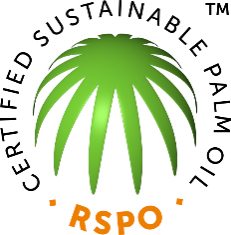 CERTIFIED SUSTAINABLE PALM OIL
TM
· RSPO ·